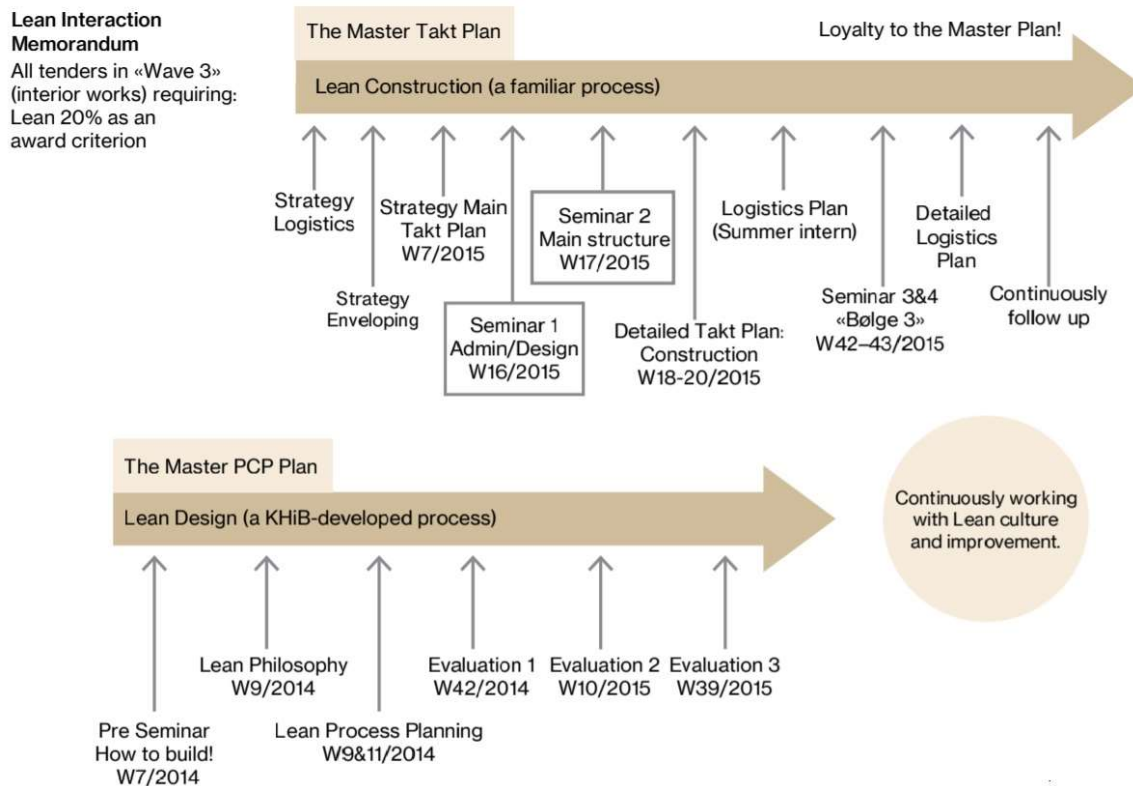 Lean Interaction
Memorandum
All tenders in «Wave 3»
(interior works) requiring:
Lean 20% as an
award criterion
The Master Takt Plan
Loyalty to the Master Plan!
Lean Construction (a familiar process)
Strategy
Logistics
Strategy
Enveloping
Strategy Main
Takt Plan
W7/2015
Seminar 1
Admin/Design
W16/2015
Seminar 2
Main structure
W17/2015
Detailed Takt Plan:
Construction
W18-20/2015
Logistics Plan
(Summer intern)
Seminar 3&4
«Bølge 3»
W42–43/2015
Detailed
Logistics
Plan
Continuously
follow up
The Master PCP Plan
Lean Design (a KHiB-developed process)
Continuously working
with Lean culture
and improvement.
Pre Seminar
How to build!
W7/2014
Lean Philosophy
W9/2014
Lean Process Planning
W9&11/2014
Evaluation 1
W42/2014
Evaluation 2
W10/2015
Evaluation 3
W39/2015